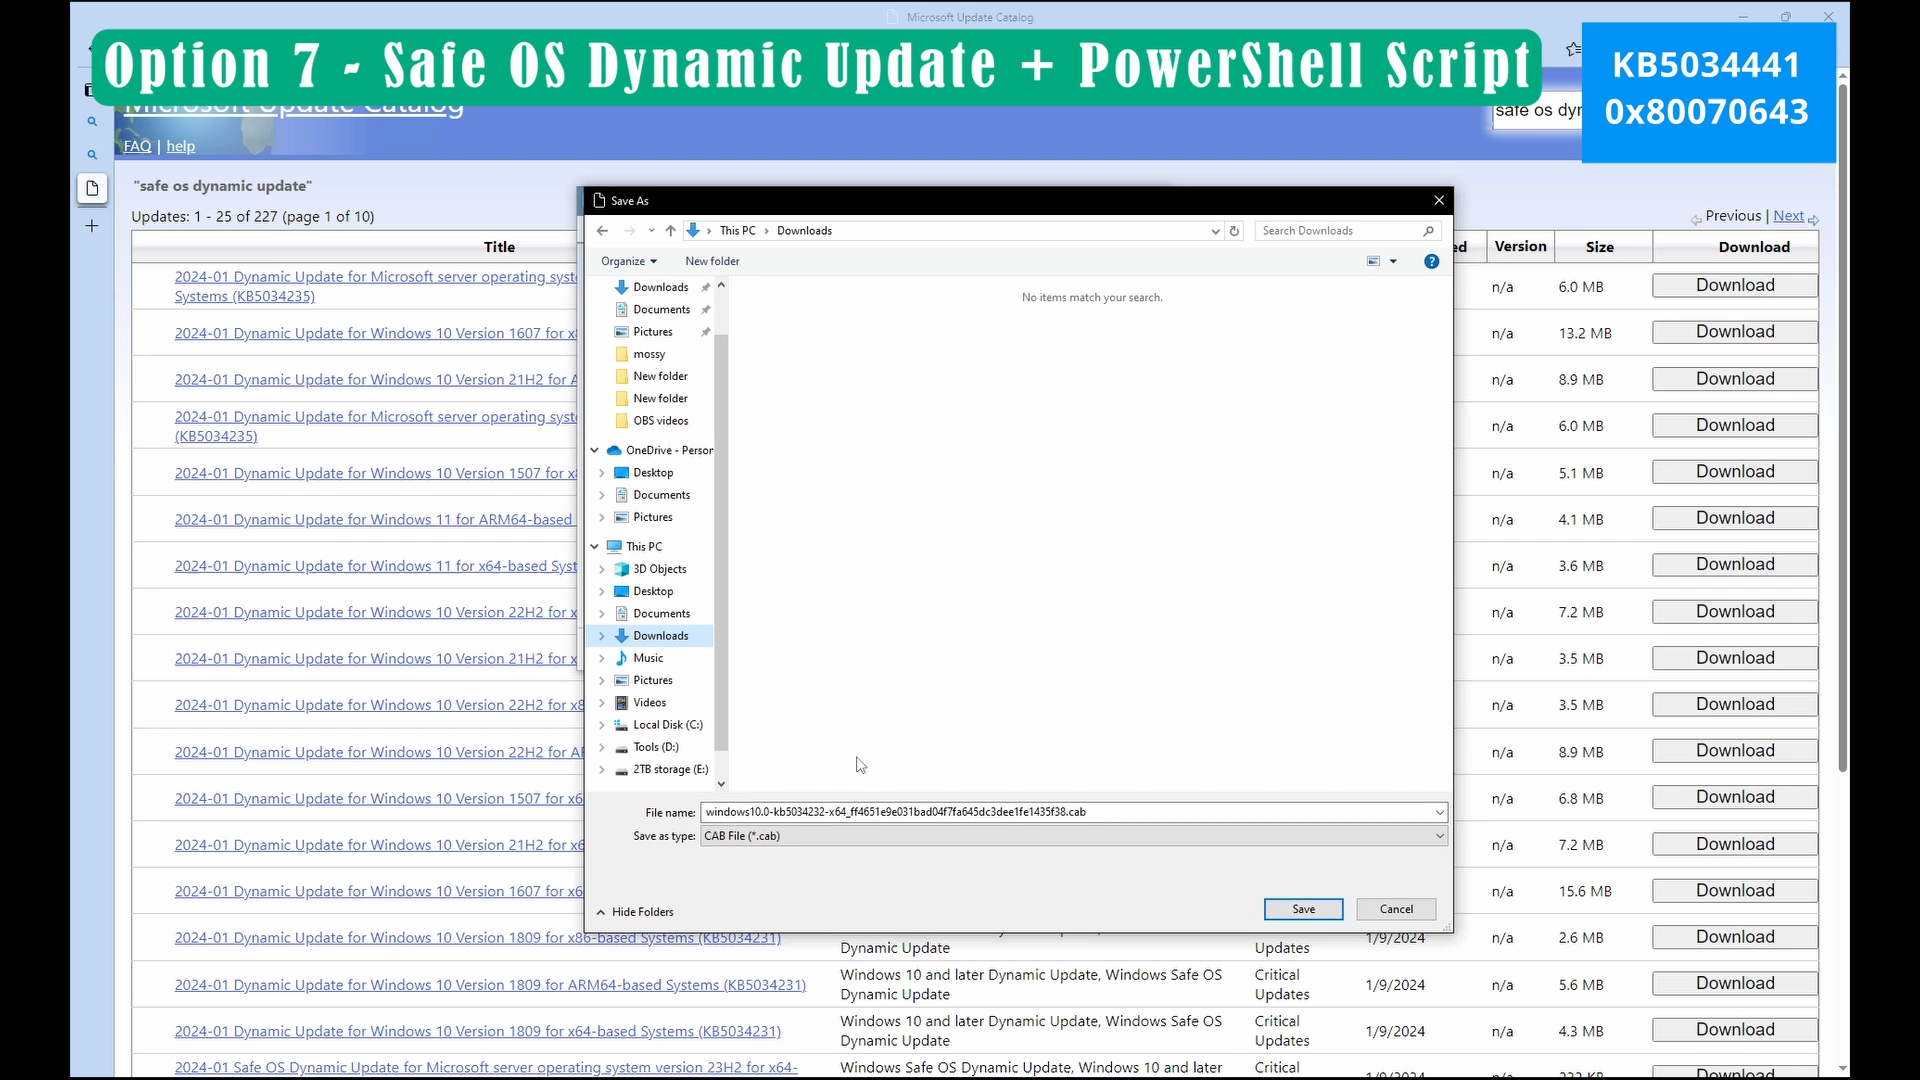 Microsoft Update Catalog
Option 7 - Safe OS Dynamic Update + PowerShell Script
KB5034441
0x80070643
Microsoft Update Catalog
safe os dyn
FAQ | help
"safe os dynamic update"
Updates: 1 - 25 of 227 (page 1 of 10)
Previous | Next
Title
ed
Version
Size
Download
2024-01 Dynamic Update for Microsoft server operating syst
Systems (KB5034235)
n/a
6.0 MB
Download
2024-01 Dynamic Update for Windows 10 Version 1607 for x
n/a
13.2 MB
Download
2024-01 Dynamic Update for Windows 10 Version 21H2 for A
n/a
8.9 MB
Download
2024-01 Dynamic Update for Microsoft server operating syst
(KB5034235)
n/a
6.0 MB
Download
2024-01 Dynamic Update for Windows 10 Version 1507 for x
n/a
5.1 MB
Download
2024-01 Dynamic Update for Windows 11 for ARM64-based
n/a
4.1 MB
Download
2024-01 Dynamic Update for Windows 11 for x64-based Syst
n/a
3.6 MB
Download
2024-01 Dynamic Update for Windows 10 Version 22H2 for x
n/a
7.2 MB
Download
2024-01 Dynamic Update for Windows 10 Version 21H2 for x
n/a
3.5 MB
Download
2024-01 Dynamic Update for Windows 10 Version 22H2 for x8
n/a
3.5 MB
Download
2024-01 Dynamic Update for Windows 10 Version 22H2 for A
n/a
8.9 MB
Download
2024-01 Dynamic Update for Windows 10 Version 1507 for x6
n/a
6.8 MB
Download
2024-01 Dynamic Update for Windows 10 Version 21H2 for x6
n/a
7.2 MB
Download
2024-01 Dynamic Update for Windows 10 Version 1607 for x6
n/a
15.6 MB
Download
2024-01 Dynamic Update for Windows 10 Version 1809 for x86-based Systems (KB5034231)
Dynamic Update
Updates
1/9/2024
n/a
2.6 MB
Download
2024-01 Dynamic Update for Windows 10 Version 1809 for ARM64-based Systems (KB5034231)
Windows 10 and later Dynamic Update, Windows Safe OS
Dynamic Update
Critical
Updates
1/9/2024
n/a
5.6 MB
Download
2024-01 Dynamic Update for Windows 10 Version 1809 for x64-based Systems (KB5034231)
Windows 10 and later Dynamic Update, Windows Safe OS
Dynamic Update
Critical
Updates
1/9/2024
n/a
4.3 MB
Download
2024-01 Safe OS Dynamic Update for Microsoft server operating system version 23H2 for x64-
Windows Safe OS Dynamic Update, Windows 10 and later
Critical
1/9/2024
n/a
Download
Save As
This PC
Downloads
Search Downloads
Organize
New folder
Downloads
Documents
Pictures
mossy
New folder
New folder
OBS videos
OneDrive - Person
Desktop
Documents
Pictures
This PC
3D Objects
Desktop
Documents
Downloads
Music
Pictures
Videos
Local Disk (C:)
Tools (D:)
2TB storage (E:)
No items match your search.
File name: windows10.0-kb5034232-x64_ff4651e9e031bad04f7fa645dc3dee1fe1435f38.cab
Save as type: CAB File (*.cab)
Hide Folders
Save
Cancel